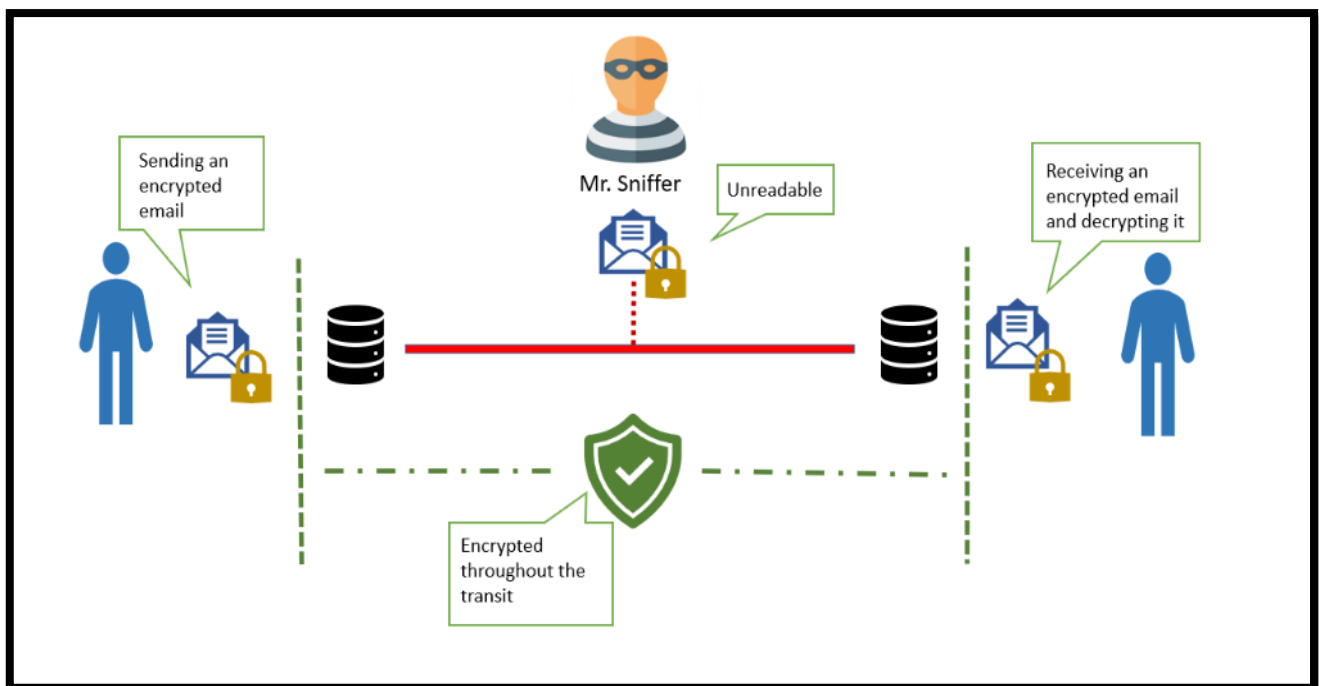 Sending an
encrypted
email
Mr. Sniffer
Unreadable
Receiving an
encrypted email
and decrypting it
Encrypted
throughout the
transit